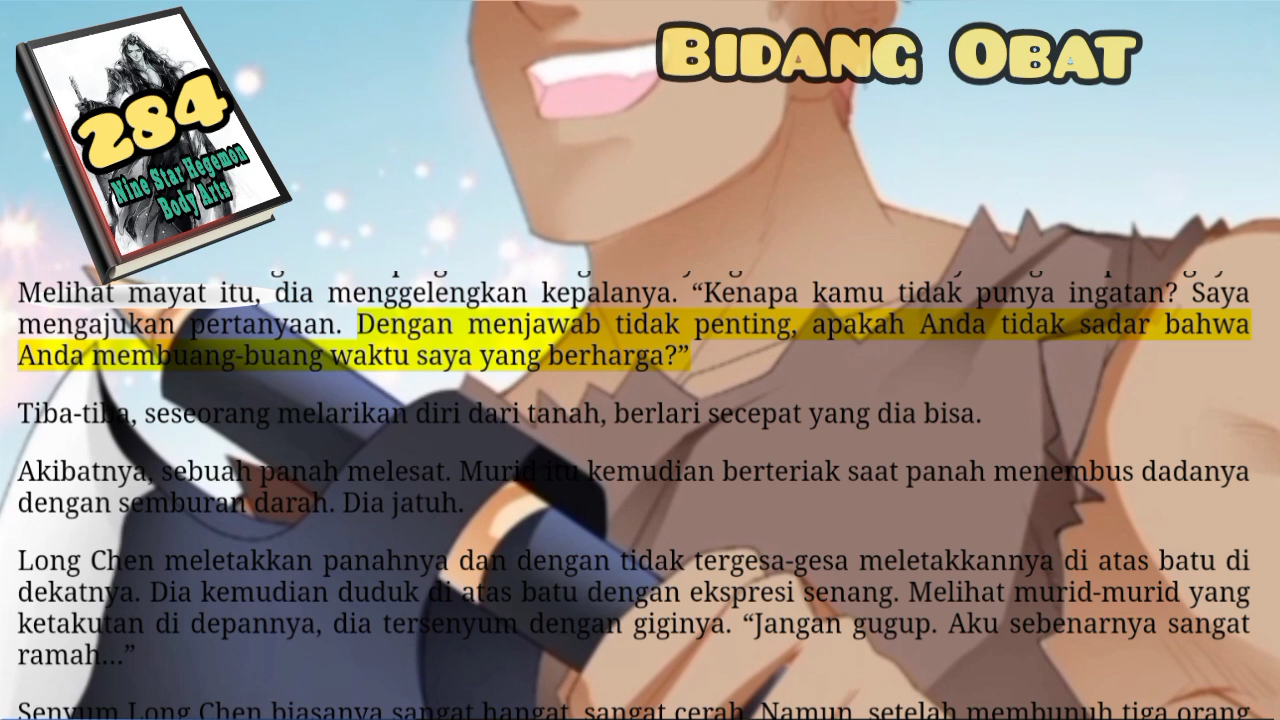 Bidang Obat
284
Nine Star Hegemon
Body Arts
Melihat mayat itu, dia menggelengkan kepalanya. “Kenapa kamu tidak punya ingatan? Saya
mengajukan pertanyaan. Dengan menjawab tidak penting, apakah Anda tidak sadar bahwa
Anda membuang-buang waktu saya yang berharga?”
Tiba-tiba, seseorang melarikan diri dari tanah, berlari secepat yang dia bisa.
Akibatnya, sebuah panah melesat. Murid itu kemudian berteriak saat panah menembus dadanya
dengan semburan darah. Dia jatuh.
Long Chen meletakkan panahnya dan dengan tidak tergesa-gesa meletakkannya di atas batu di
dekatnya. Dia kemudian duduk di atas batu dengan ekspresi senang. Melihat murid-murid yang
ketakutan di depannya, dia tersenyum dengan giginya. “Jangan gugup. Aku sebenarnya sangat
ramah…”
Senyum Long Chen biasanya sangat hangat, sangat cerah. Namun, setelah membunuh tiga orang